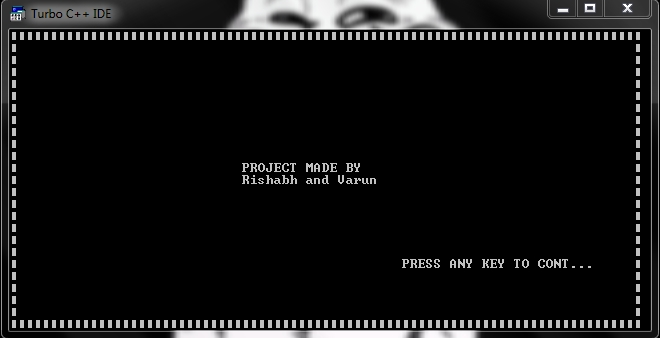 Turbo C++ IDE
PROJECT MADE BY
Rishabh and Varun
PRESS ANY KEY TO CONT...